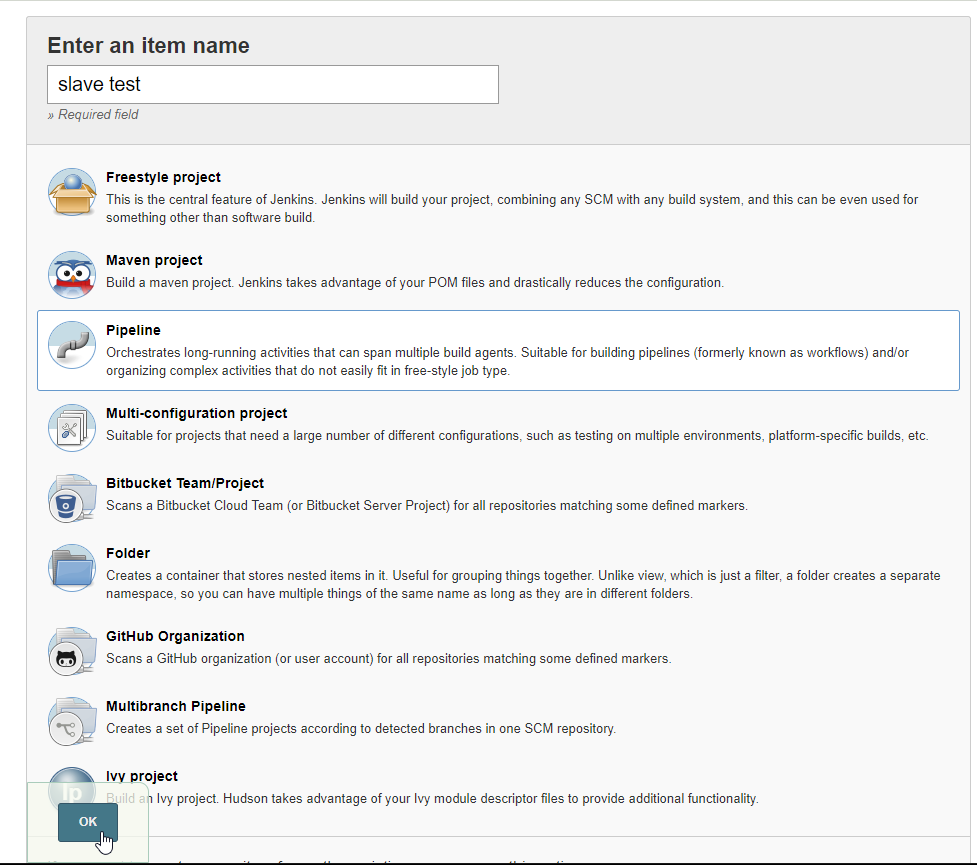 Enter an item name
slave test
» Required field
Freestyle project
This is the central feature of Jenkins. Jenkins will build your project, combining any SCM with any build system, and this can be even used for
something other than software build.
Maven project
Build a maven project. Jenkins takes advantage of your POM files and drastically reduces the configuration.
Pipeline
Orchestrates long-running activities that can span multiple build agents. Suitable for building pipelines (formerly known as workflows) and/or
organizing complex activities that do not easily fit in free-style job type.
Multi-configuration project
Suitable for projects that need a large number of different configurations, such as testing on multiple environments, platform-specific builds, etc.
Bitbucket Team/Project
Scans a Bitbucket Cloud Team (or Bitbucket Server Project) for all repositories matching some defined markers.
Folder
Creates a container that stores nested items in it. Useful for grouping things together. Unlike view, which is just a filter, a folder creates a separate
namespace, so you can have multiple things of the same name as long as they are in different folders.
GitHub Organization
Scans a GitHub organization (or user account) for all repositories matching some defined markers.
Multibranch Pipeline
Creates a set of Pipeline projects according to detected branches in one SCM repository.
Ivy project
Ip
Build an Ivy project. Hudson takes advantage of your Ivy module descriptor files to provide additional functionality.
OK